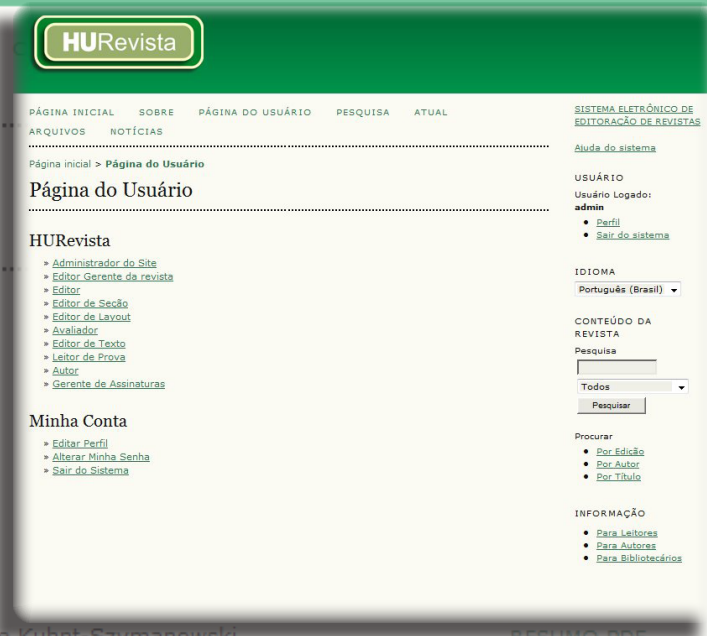 HURevista
PÁGINA INICIAL SOBRE PÁGINA DO USUÁRIO PESQUISA ATUAL
ARQUIVOS NOTÍCIAS
Página inicial > Página do Usuário
Página do Usuário
HURevista
» Administrador do Site
» Editor Gerente da revista
» Editor
» Editor de Seção
» Editor de Layout
» Avaliador
» Editor de Texto
» Leitor de Prova
» Autor
» Gerente de Assinaturas
Minha Conta
» Editar Perfil
» Alterar Minha Senha
» Sair do Sistema
SISTEMA ELETRÔNICO DE
EDITORAÇÃO DE REVISTAS
Ajuda do sistema
USUÁRIO
Usuário Logado:
admin
Perfil
Sair do sistema
IDIOMA
Português (Brasil)
CONTEÚDO DA
REVISTA
Pesquisa
Todos
Pesquisar
Procurar
Por Edição
Por Autor
Por Título
INFORMAÇÃO
Para Leitores
Para Autores
Para Bibliotecários